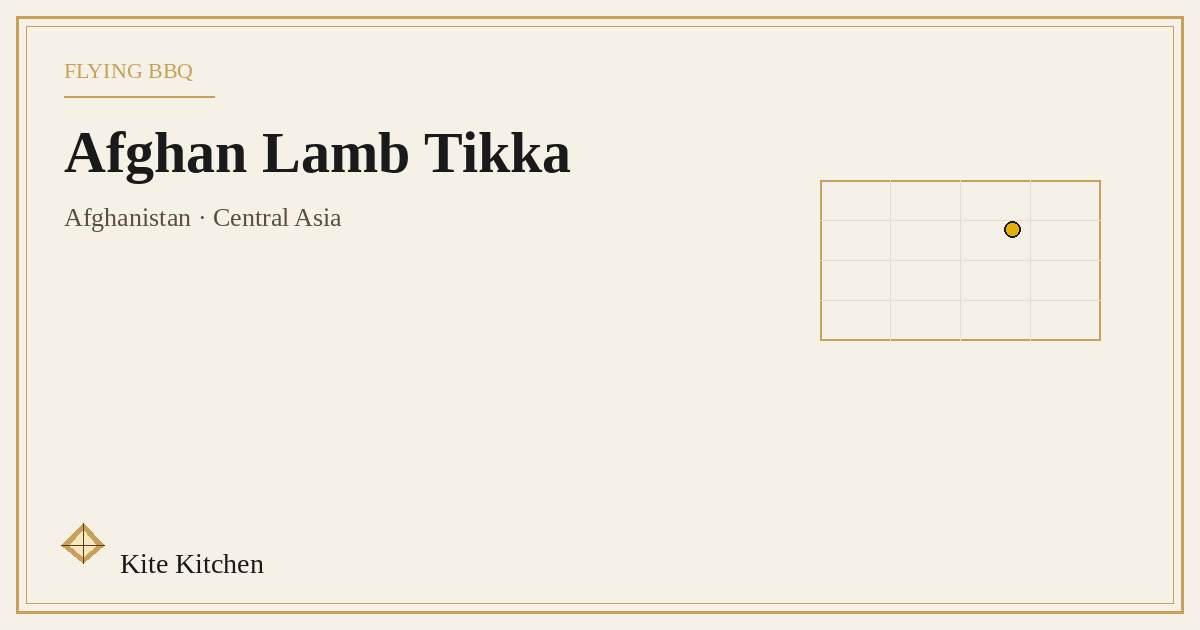 FLYING BBQ
Afghan Lamb Tikka
Afghanistan · Central Asia
Kite Kitchen